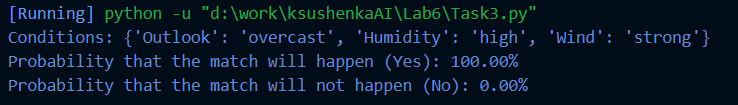 [Running] python -u "d:\work\ksushenkaAI\Lab6\Task3.py"
Conditions: {'Outlook': 'overcast', 'Humidity': 'high', 'Wind': 'strong'}
Probability that the match will happen (Yes): 100.00%
Probability that the match will not happen (No): 0.00%